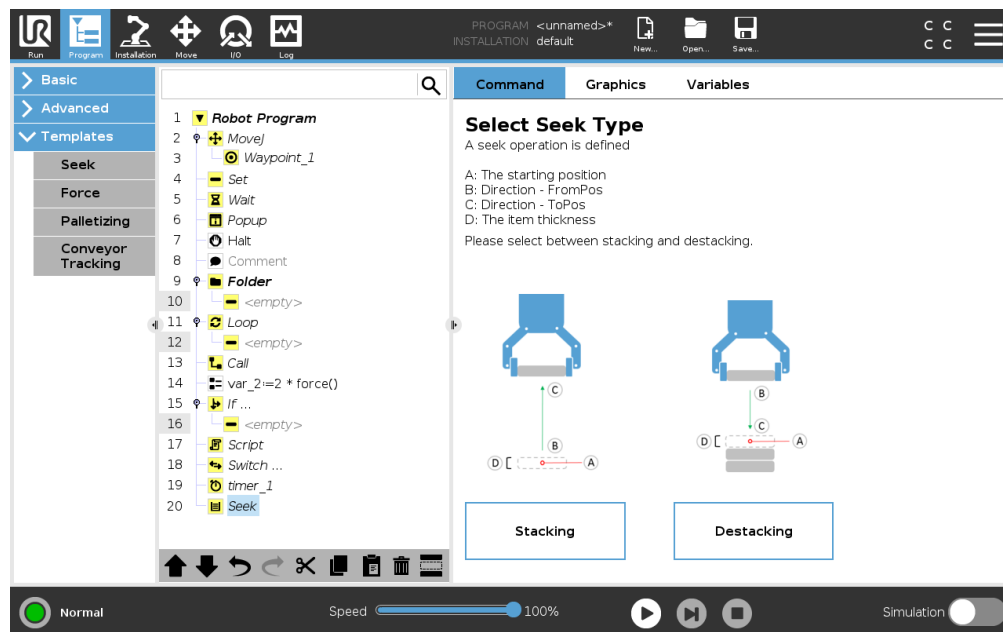 UR
Run
Program
Installation
Move
I/O
Log
PROGRAM <unnamed>*
INSTALLATION default
New...
Open...
Save...
C C
C C
Basic
Advanced
Templates
Seek
Force
Palletizing
Conveyor
Tracking
1 Robot Program
2 MoveJ
3 Waypoint_1
4 Set
5 Wait
6 Popup
7 Halt
8 Comment
9 Folder
10 <empty>
11 Loop
12 <empty>
13 Call
14 var_2:=2 * force()
15 If ...
16 <empty>
17 Script
18 Switch ...
19 timer_1
20 Seek
Command Graphics Variables
Select Seek Type
A seek operation is defined
A: The starting position
B: Direction - FromPos
C: Direction - ToPos
D: The item thickness
Please select between stacking and destacking.
C
B
D A
B
C
D A
Stacking
Destacking
Normal
Speed 100%
Simulation